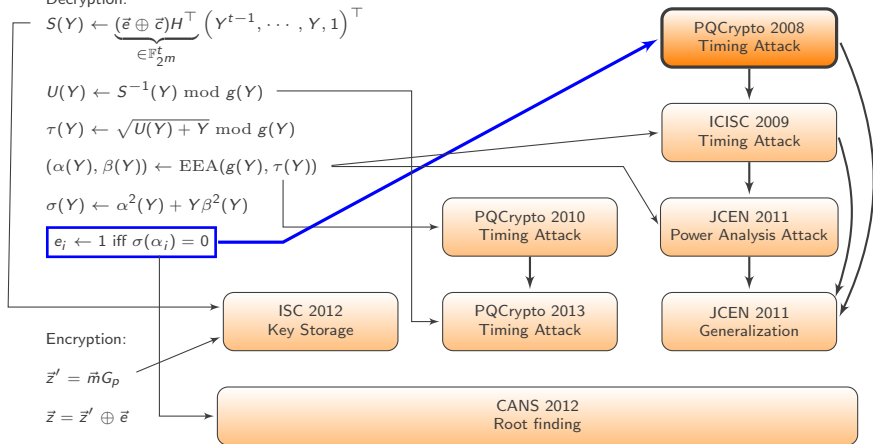 Decryption:
S(Y) ← (e⃗ ⊕ c⃗)H^⊤ (Y^{t−1}, ⋯ , Y, 1)^⊤
∈𝔽^t_{2^m}
U(Y) ← S^{−1}(Y) mod g(Y)
τ(Y) ← √(U(Y) + Y) mod g(Y)
(α(Y), β(Y)) ← EEA(g(Y), τ(Y))
σ(Y) ← α²(Y) + Yβ²(Y)
e_i ← 1 iff σ(α_i) = 0
Encryption:
z⃗′ = m⃗G_p
z⃗ = z⃗′ ⊕ e⃗
PQCrypto 2008
Timing Attack
ICISC 2009
Timing Attack
PQCrypto 2010
Timing Attack
JCEN 2011
Power Analysis Attack
ISC 2012
Key Storage
PQCrypto 2013
Timing Attack
JCEN 2011
Generalization
CANS 2012
Root finding